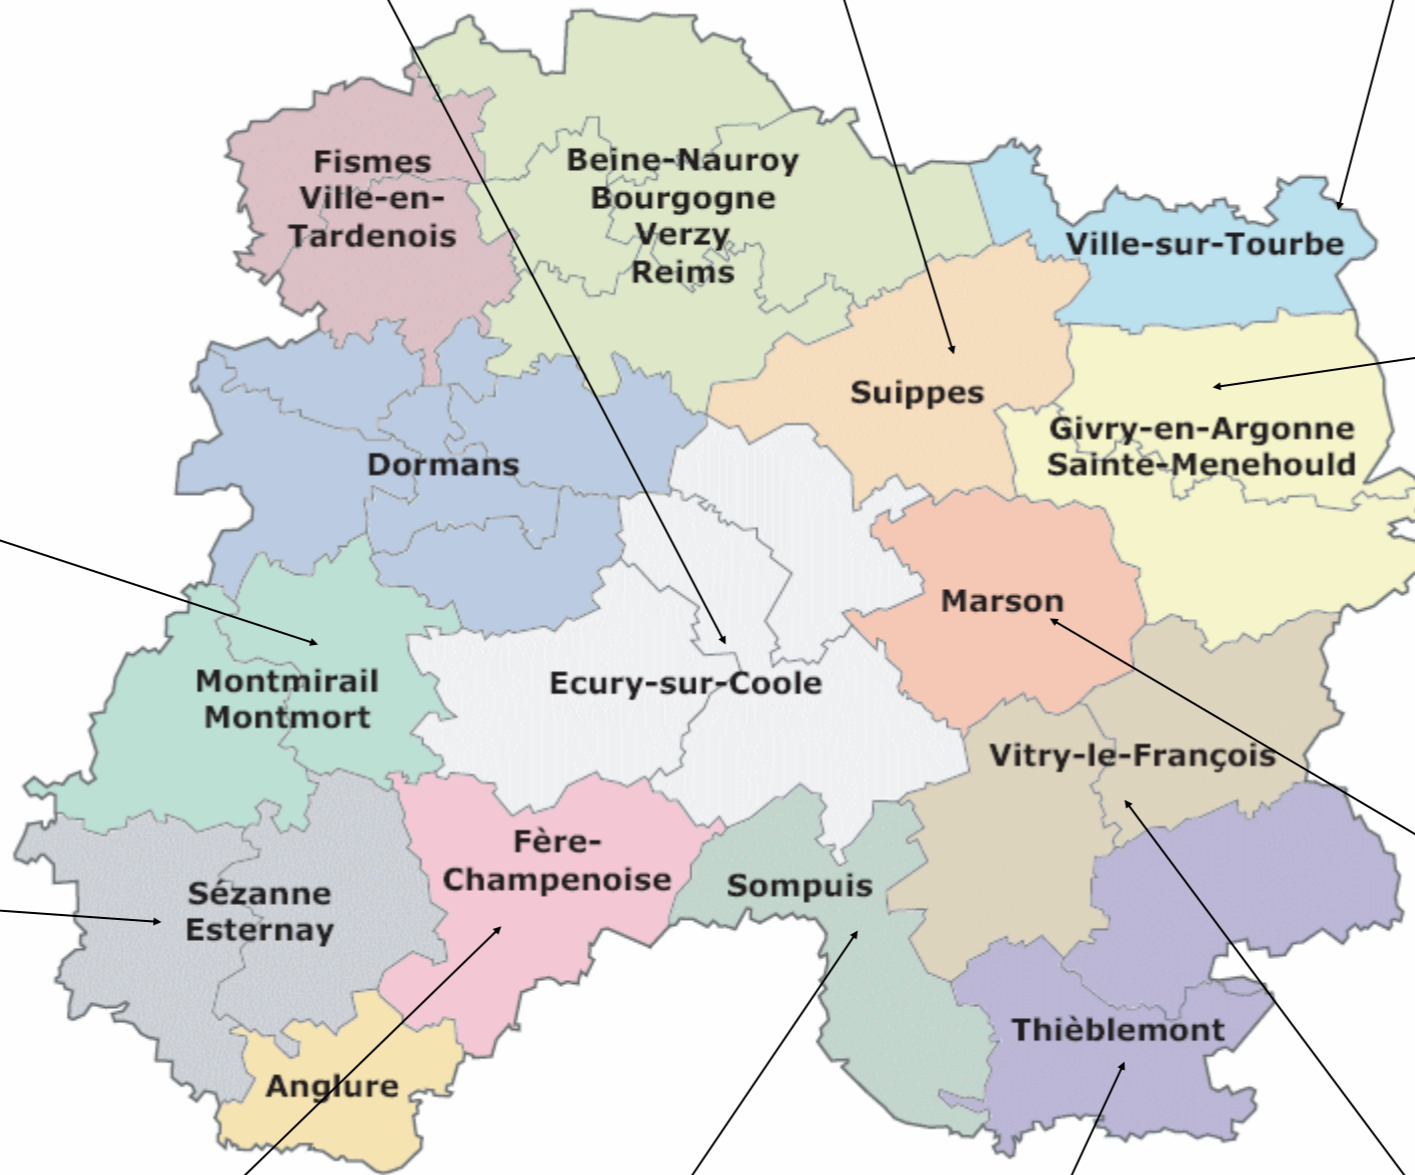 Fismes
Ville-en-
Tardenois
Beine-Nauroy
Bourgogne
Verzy
Reims
Ville-sur-Tourbe
Suippes
Givry-en-Argonne
Sainte-Menehould
Dormans
Marson
Montmirail
Montmort
Ecury-sur-Coole
Vitry-le-François
Fère-
Champenoise
Sompuis
Sézanne
Esternay
Thièblemont
Anglure